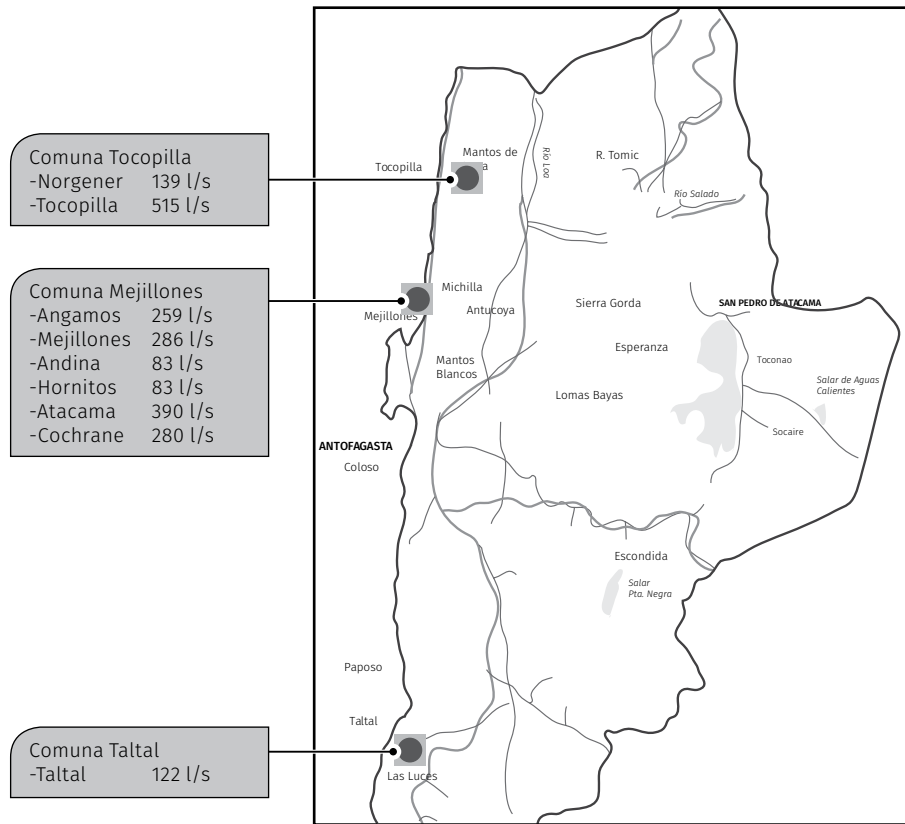 Comuna Tocopilla
-Norgener 139 l/s
-Tocopilla 515 l/s
Comuna Mejillones
-Angamos 259 l/s
-Mejillones 286 l/s
-Andina 83 l/s
-Hornitos 83 l/s
-Atacama 390 l/s
-Cochrane 280 l/s
Comuna Taltal
-Taltal 122 l/s
Tocopilla
Mantos de
Río Loa
R. Tomic
Río Salado
Michilla
Mejillones
Antucoya
Sierra Gorda
SAN PEDRO DE ATACAMA
Esperanza
Mantos
Blancos
Toconao
Lomas Bayas
Salar de Aguas
Calientes
Socaire
ANTOFAGASTA
Coloso
Escondida
Salar
Pta. Negra
Paposo
Taltal
Las Luces